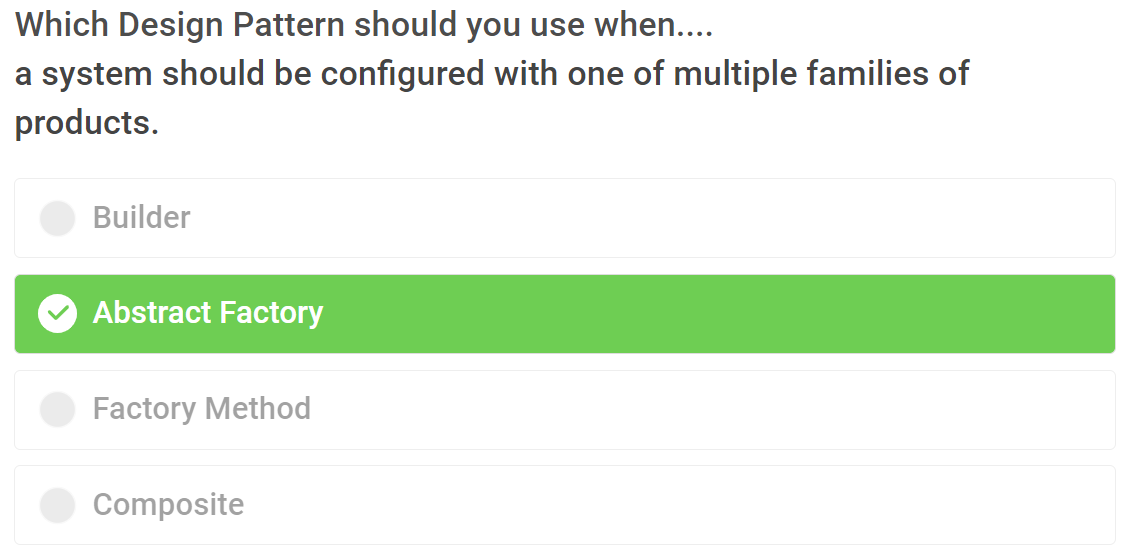 Which Design Pattern should you use when....
a system should be configured with one of multiple families of
products.
Builder
Abstract Factory
Factory Method
Composite